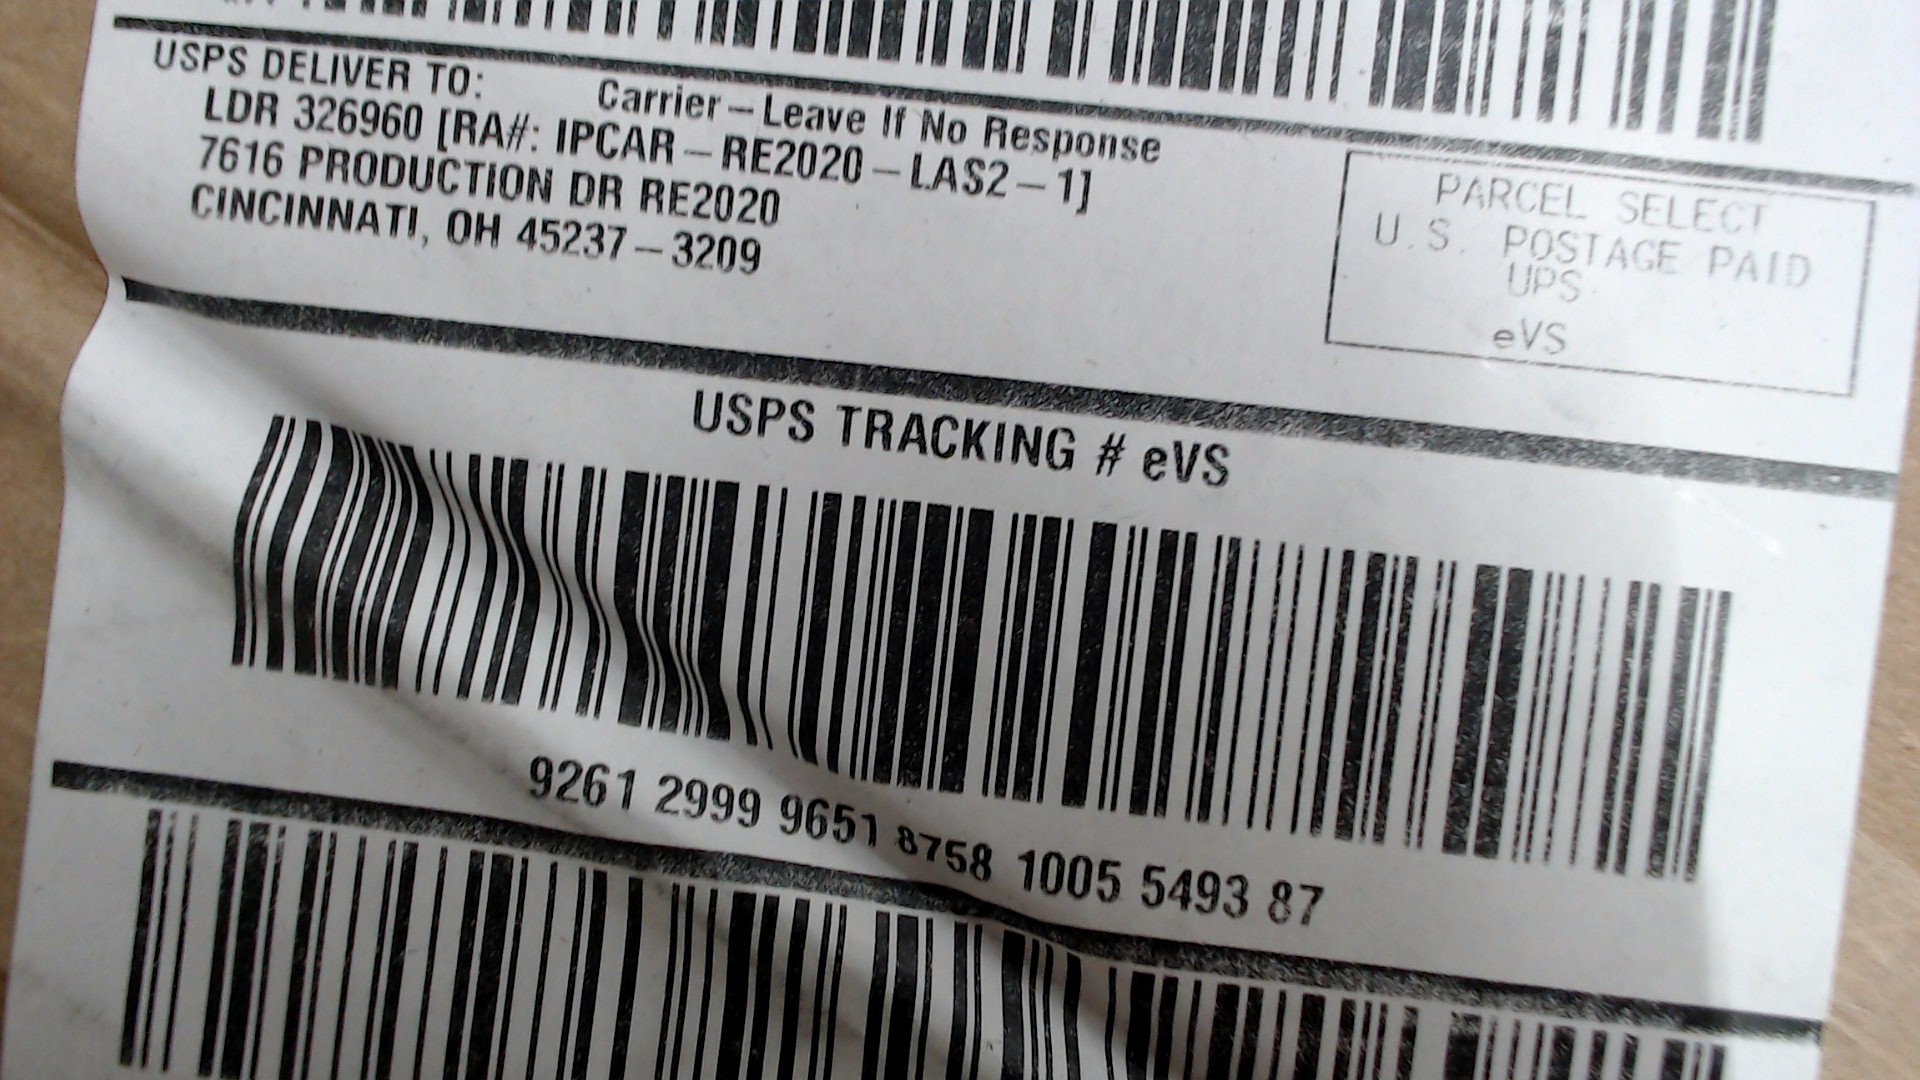 USPS DELIVER TO:
Carrier – Leave If No Response
LDR 326960 [RA#: IPCAR – RE2020 – LAS2 – 1]
7616 PRODUCTION DR RE2020
CINCINNATI, OH 45237 – 3209
PARCEL SELECT
U.S. POSTAGE PAID
UPS
eVS
USPS TRACKING # eVS
9261 2999 9651 8758 1005 5493 87